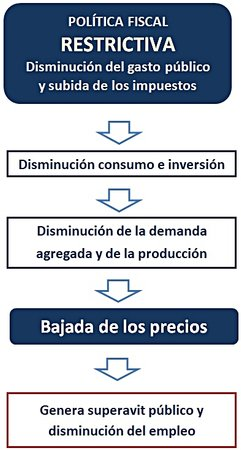 POLÍTICA FISCAL
RESTRICTIVA
Disminución del gasto público
y subida de los impuestos
Disminución consumo e inversión
Disminución de la demanda
agregada y de la producción
Bajada de los precios
Genera superavit público y
disminución del empleo